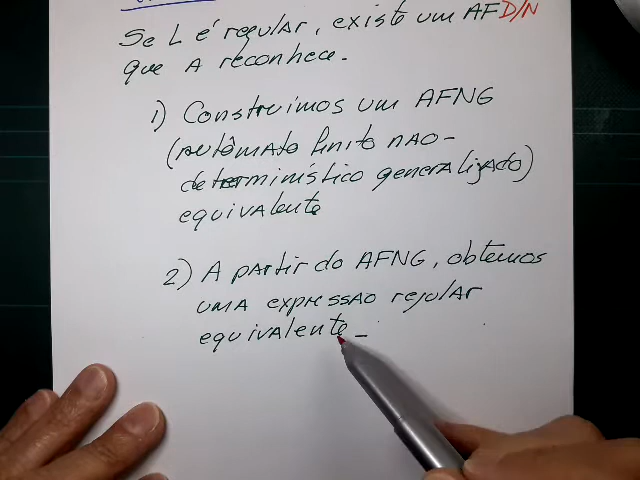 Se L é regular, existe um AFD/N
que A reconhece.
1) Construimos um AFNG
(Autômato finito não-
determinístico generalizado)
equivalente
2) A partir do AFNG, obtemos
uma expressão regular
equivalente